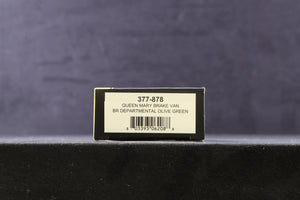 377-878
QUEEN MARY BRAKE VAN
BR DEPARTMENTAL OLIVE GREEN